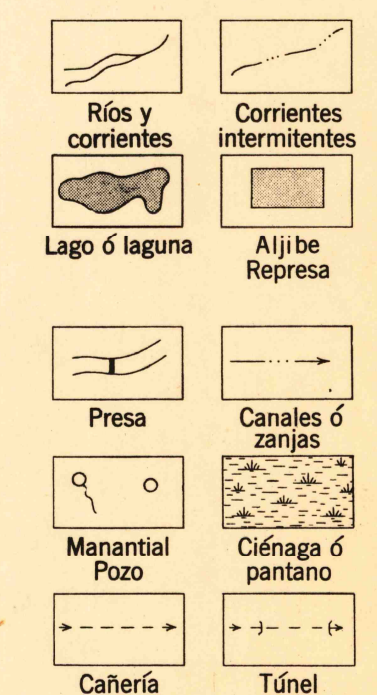 Ríos y
corrientes
Corrientes
intermitentes
Lago ó laguna
Aljibe
Represa
Presa
Canales ó
zanjas
Manantial
Pozo
Ciénaga ó
pantano
Cañería
Túnel